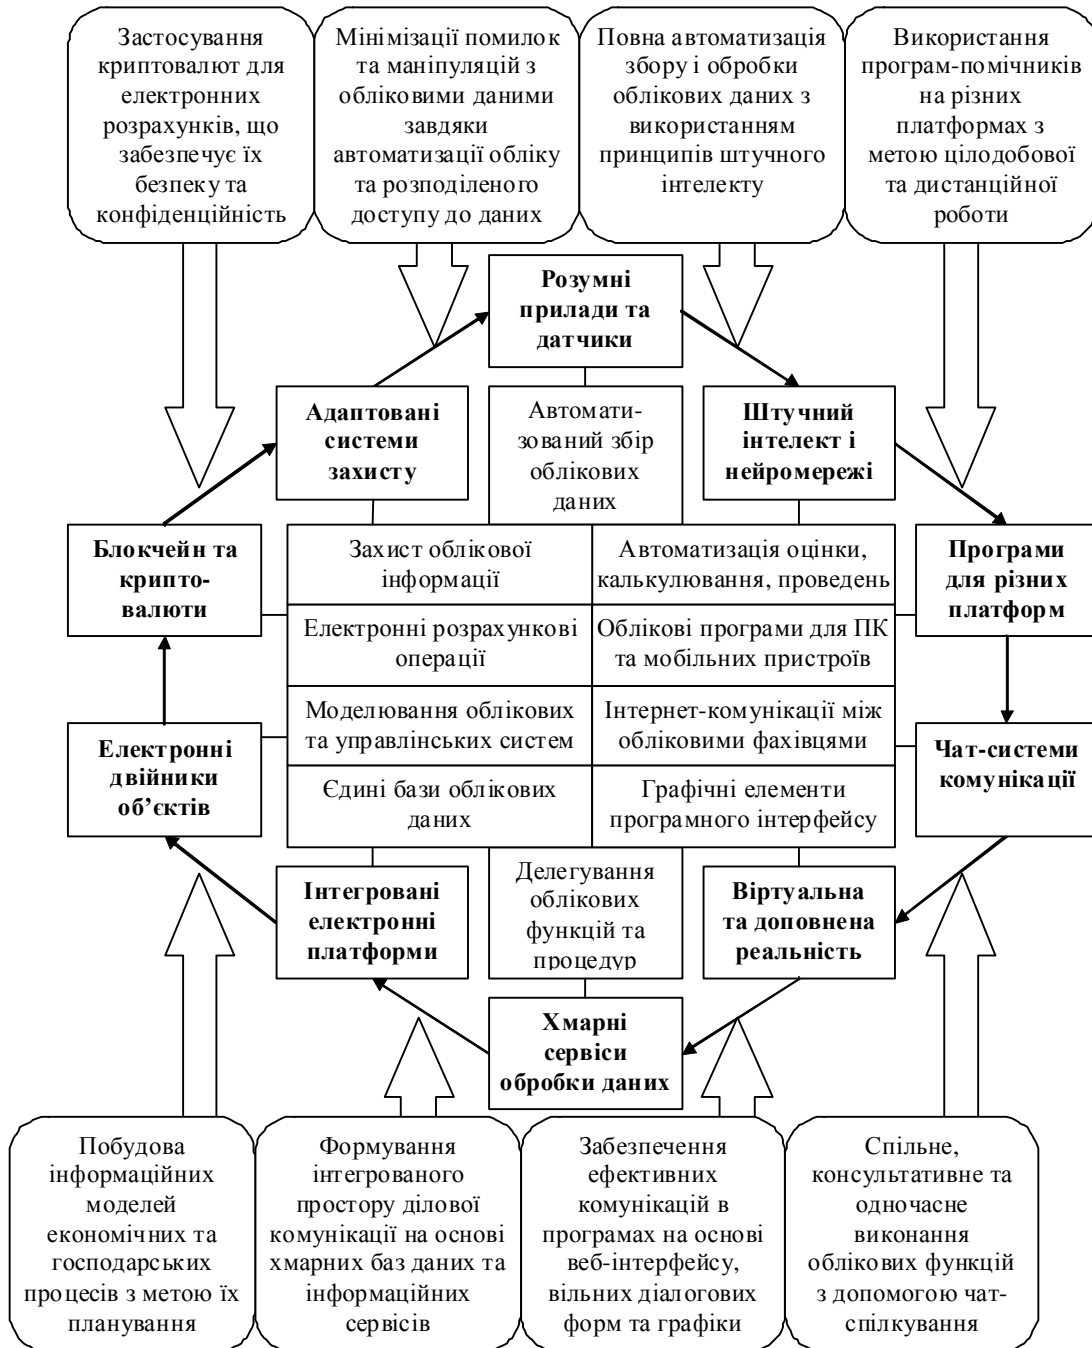 Застосування
криптовалют для
електронних
розрахунків, що
забезпечує їх
безпеку та
конфіденційність
Мінімізації помилок
та маніпуляцій з
обліковими даними
завдяки
автоматизації обліку
та розподіленого
доступу до даних
Повна автоматизація
збору і обробки
облікових даних з
використанням
принципів штучного
інтелекту
Використання
програм-помічників
на різних
платформах з
метою цілодобової
та дистанційної
роботи
Розумні
прилади та
датчики
Адаптовані
системи
захисту
Автомати-
зований збір
облікових
даних
Штучний
інтелект і
нейромережі
Блокчейн та
крипто-
валюти
Захист облікової
інформації
Автоматизація оцінки,
калькулювання, проведень
Програми
для різних
платформ
Електронні розрахункові
операції
Облікові програми для ПК
та мобільних пристроїв
Електронні
двійники
об’єктів
Моделювання облікових
та управлінських систем
Інтернет-комунікації між
обліковими фахівцями
Чат-системи
комунікації
Єдині бази облікових
даних
Графічні елементи
програмного інтерфейсу
Інтегровані
електронні
платформи
Делегування
облікових
функцій та
процедур
Віртуальна
та доповнена
реальність
Хмарні
сервіси
обробки даних
Побудова
інформаційних
моделей
економічних та
господарських
процесів з метою їх
планування
Формування
інтегрованого
простору ділової
комунікації на основі
хмарних баз даних та
інформаційних
сервісів
Забезпечення
ефективних
комунікацій в
програмах на основі
веб-інтерфейсу,
вільних діалогових
форм та графіки
Спільне,
консультативне та
одночасне
виконання
облікових функцій
з допомогою чат-
спілкування